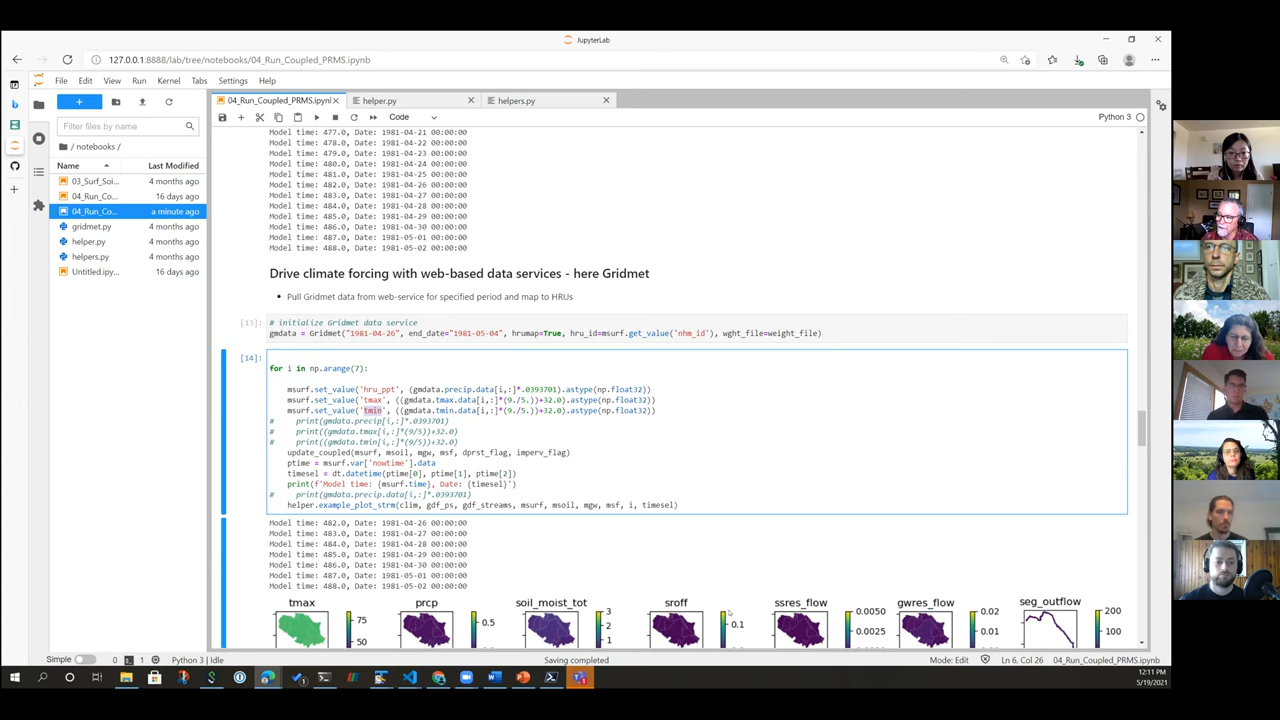 JupyterLab
127.0.0.1:8888/lab/tree/notebooks/04_Run_Coupled_PRMS.ipynb
File Edit View Run Kernel Tabs Settings Help
04_Run_Coupled_PRMS.ipynl helper.py helpers.py
Code
Python 3
Filter files by name
/ notebooks /
Name Last Modified
03_Surf_Soi... 4 months ago
04_Run_Co... 16 days ago
04_Run_Co... a minute ago
gridmet.py 4 months ago
helper.py 4 months ago
helpers.py 4 months ago
Untitled.ipy... 16 days ago
Model time: 477.0, Date: 1981-04-21 00:00:00
Model time: 478.0, Date: 1981-04-22 00:00:00
Model time: 479.0, Date: 1981-04-23 00:00:00
Model time: 480.0, Date: 1981-04-24 00:00:00
Model time: 481.0, Date: 1981-04-25 00:00:00
Model time: 482.0, Date: 1981-04-26 00:00:00
Model time: 483.0, Date: 1981-04-27 00:00:00
Model time: 484.0, Date: 1981-04-28 00:00:00
Model time: 485.0, Date: 1981-04-29 00:00:00
Model time: 486.0, Date: 1981-04-30 00:00:00
Model time: 487.0, Date: 1981-05-01 00:00:00
Model time: 488.0, Date: 1981-05-02 00:00:00
Drive climate forcing with web-based data services - here Gridmet
• Pull Gridmet data from web-service for specified period and map to HRUs
[13]: # initialize Gridmet data service
gmdata = Gridmet("1981-04-26", end_date="1981-05-04", hrumap=True, hru_id=msurf.get_value('nhm_id'), wght_file=weight_file)
[14]:
for i in np.arange(7):
msurf.set_value('hru_ppt', (gmdata.precip.data[i,:]*.0393701).astype(np.float32))
msurf.set_value('tmax', ((gmdata.tmax.data[i,:]*(9./5.))+32.0).astype(np.float32))
msurf.set_value('tmin', ((gmdata.tmin.data[i,:]*(9./5.))+32.0).astype(np.float32))
# print(gmdata.precip[i,:]*.0393701)
# print((gmdata.tmax[i,:]*(9/5))+32.0)
# print((gmdata.tmin[i,:]*(9/5))+32.0)
update_coupled(msurf, msoil, mgw, msf, dprst_flag, imperv_flag)
ptime = msurf.var['nowtime'].data
timesel = dt.datetime(ptime[0], ptime[1], ptime[2])
print(f'Model time: {msurf.time}, Date: {timesel}')
# print(gmdata.precip.data[i,:]*.0393701)
helper.example_plot_strm(clim, gdf_ps, gdf_streams, msurf, msoil, mgw, msf, i, timesel)
Model time: 482.0, Date: 1981-04-26 00:00:00
Model time: 483.0, Date: 1981-04-27 00:00:00
Model time: 484.0, Date: 1981-04-28 00:00:00
Model time: 485.0, Date: 1981-04-29 00:00:00
Model time: 486.0, Date: 1981-04-30 00:00:00
Model time: 487.0, Date: 1981-05-01 00:00:00
Model time: 488.0, Date: 1981-05-02 00:00:00
tmax prcp soil_moist_tot sroff ssres_flow gwres_flow seg_outflow
75 50
0.5
3 2 1
0.1
0.0050 0.0025
0.02 0.01
200 100
Simple 0 1 Python 3 | Idle Saving completed Mode: Edit Ln 6, Col 26 04_Run_Coupled_PRMS.ipynb
12:11 PM
5/19/2021